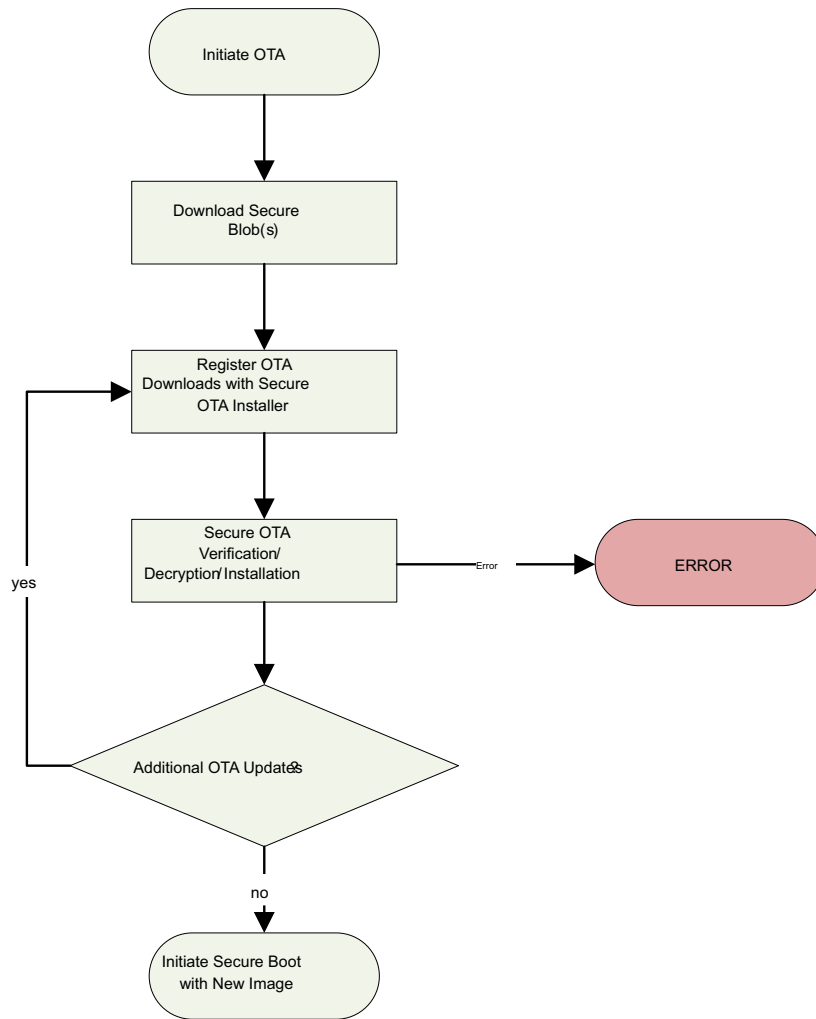 Initiate OTA
Download Secure
Blob(s)
Register OTA
Downloads with Secure
OTA Installer
Secure OTA
Verification/
Decryption/Installation
Error
ERROR
yes
Additional OTA Updates?
no
Initiate Secure Boot
with New Image